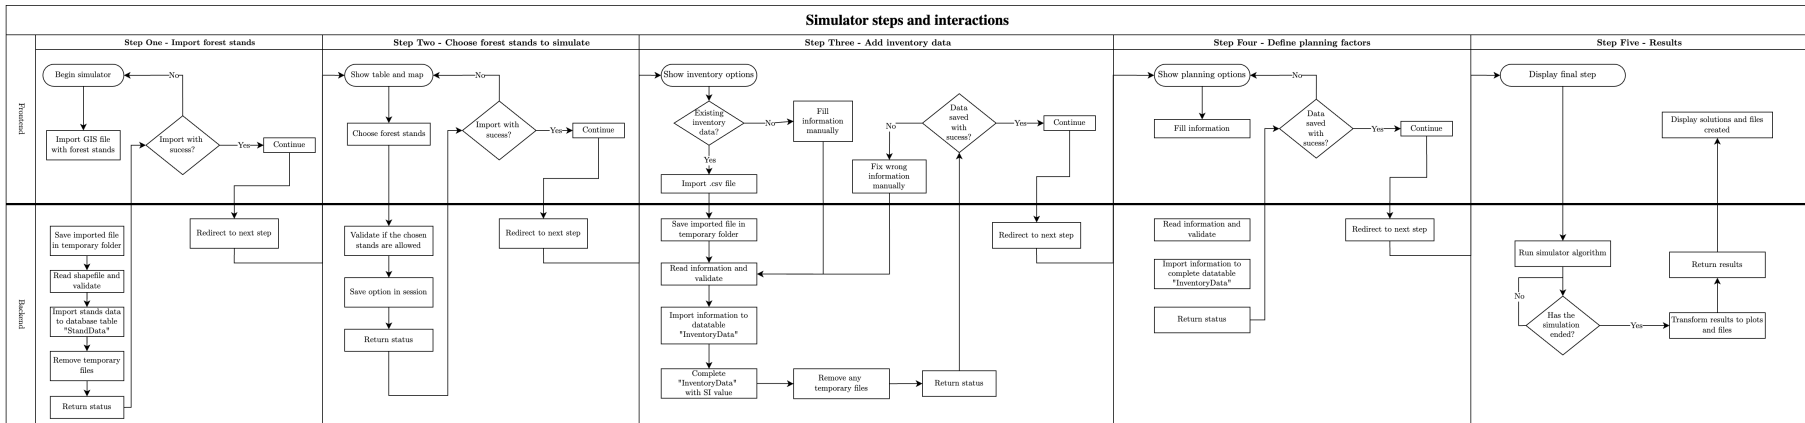 Simulator steps and interactions
Step One - Import forest stands
Step Two - Choose forest stands to simulate
Step Three - Add inventory data
Step Four - Define planning factors
Step Five - Results
Frontend
Begin simulator
No
Import GIS file
with forest stands
Import with
sucess?
Yes
Continue
Show table and map
No
Choose forest stands
Import with
sucess?
Yes
Continue
Show inventory options
Existing
inventory
data?
No
Fill
information
manually
Yes
Import .csv file
Data
saved
with
sucess?
No
Fix wrong
information
manually
Yes
Continue
Show planning options
No
Fill information
Data
saved
with
sucess?
Yes
Continue
Display final step
Display solutions and files
created
Backend
Save imported file
in temporary folder
Read shapefile and
validate
Import stands data
to database table
"StandData"
Remove temporary
files
Return status
Redirect to next step
Validate if the chosen
stands are allowed
Save option in session
Return status
Redirect to next step
Save imported file in
temporary folder
Read information and
validate
Import information to
datatable
"InventoryData"
Complete
"InventoryData"
with SI value
Remove any
temporary files
Return status
Redirect to next step
Read information and
validate
Import information to
complete datatable
"InventoryData"
Return status
Redirect to next step
Run simulator algorithm
No
Has the
simulation
ended?
Yes
Transform results to plots
and files
Return results